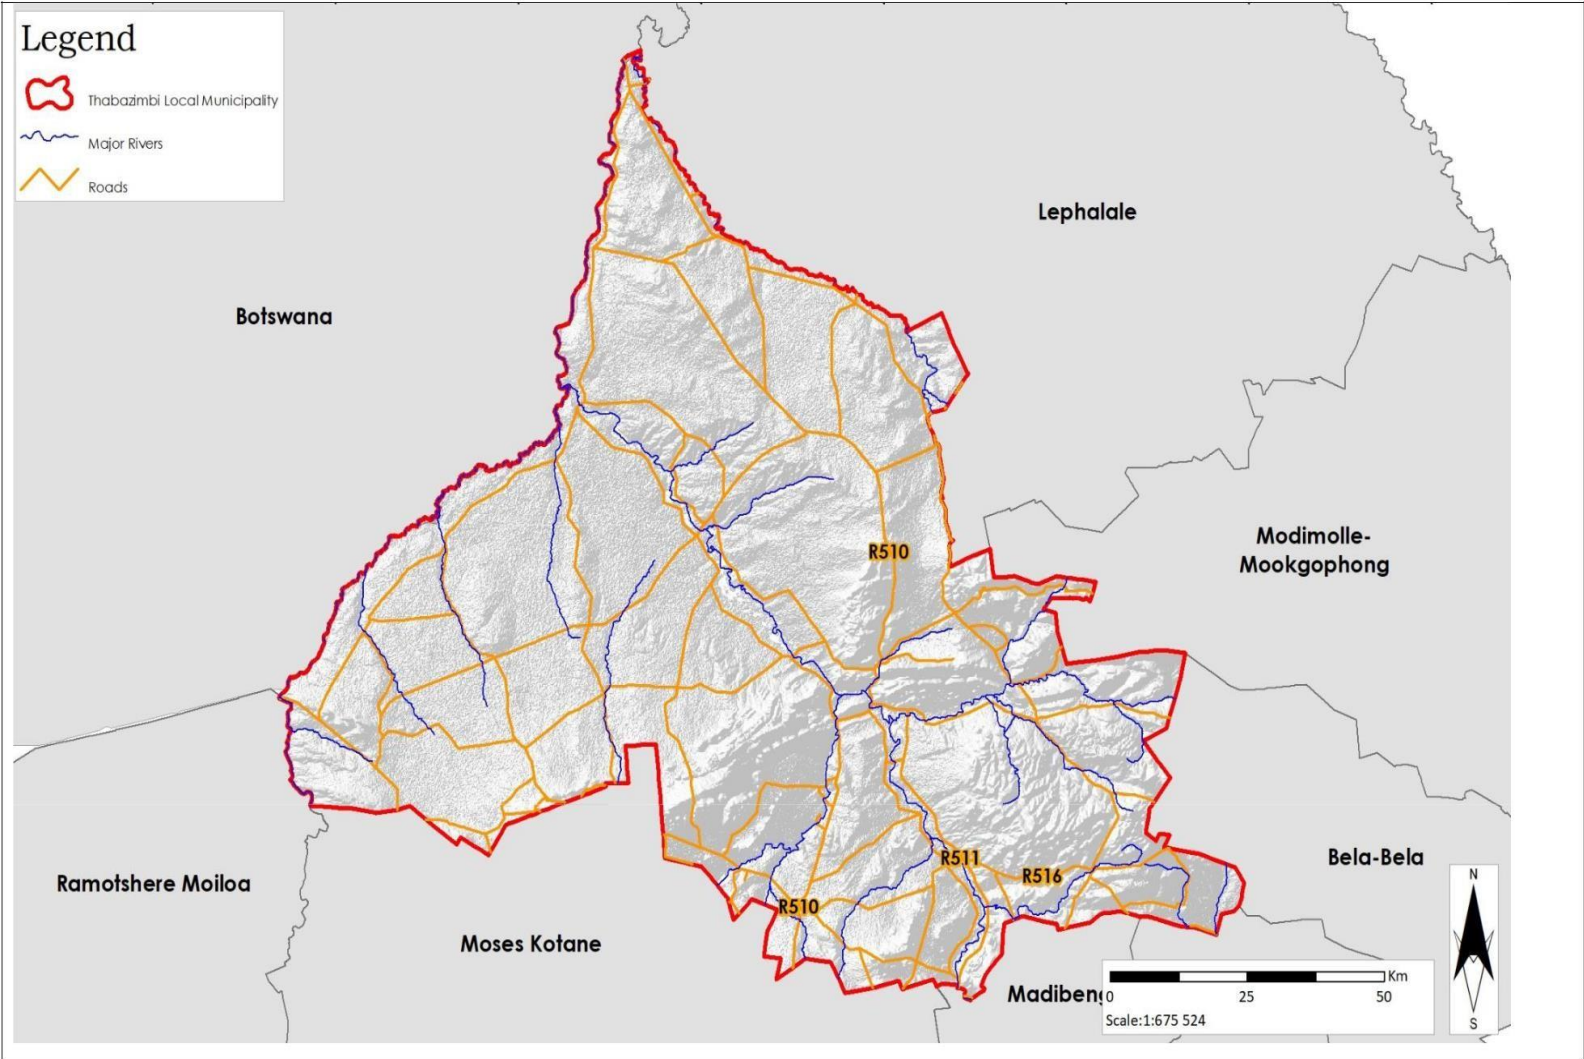 Legend
Thabazimbi Local Municipality
Major Rivers
Roads
Lephalale
Botswana
Modimolle-
Mookgophong
R510
R511
R516
R510
Bela-Bela
Ramotshere Moiloa
Moses Kotane
Madibeng
N
S
Km
0 25 50
Scale:1:675 524